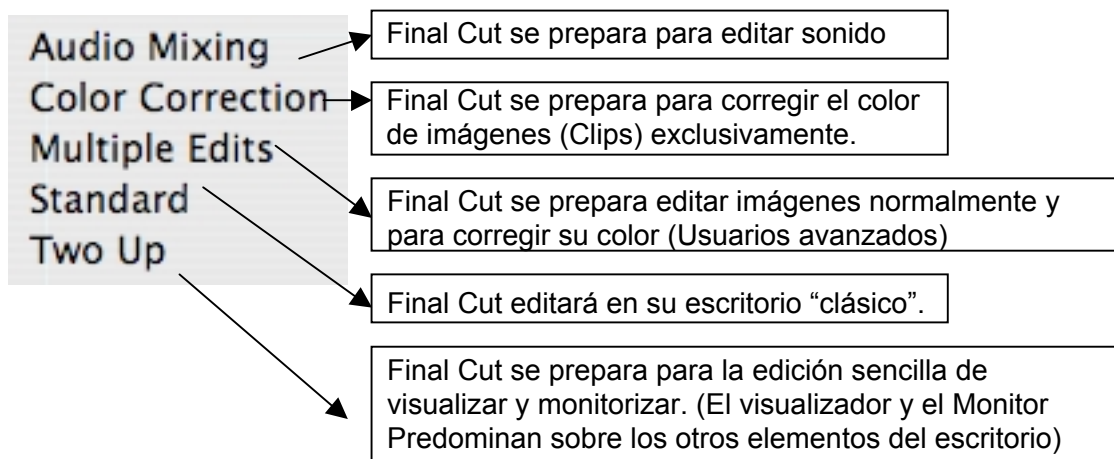 Audio Mixing
Color Correction
Multiple Edits
Standard
Two Up
Final Cut se prepara para editar sonido
Final Cut se prepara para corregir el color
de imágenes (Clips) exclusivamente.
Final Cut se prepara editar imágenes normalmente y
para corregir su color (Usuarios avanzados)
Final Cut editará en su escritorio “clásico”.
Final Cut se prepara para la edición sencilla de
visualizar y monitorizar. (El visualizador y el Monitor
Predominan sobre los otros elementos del escritorio)